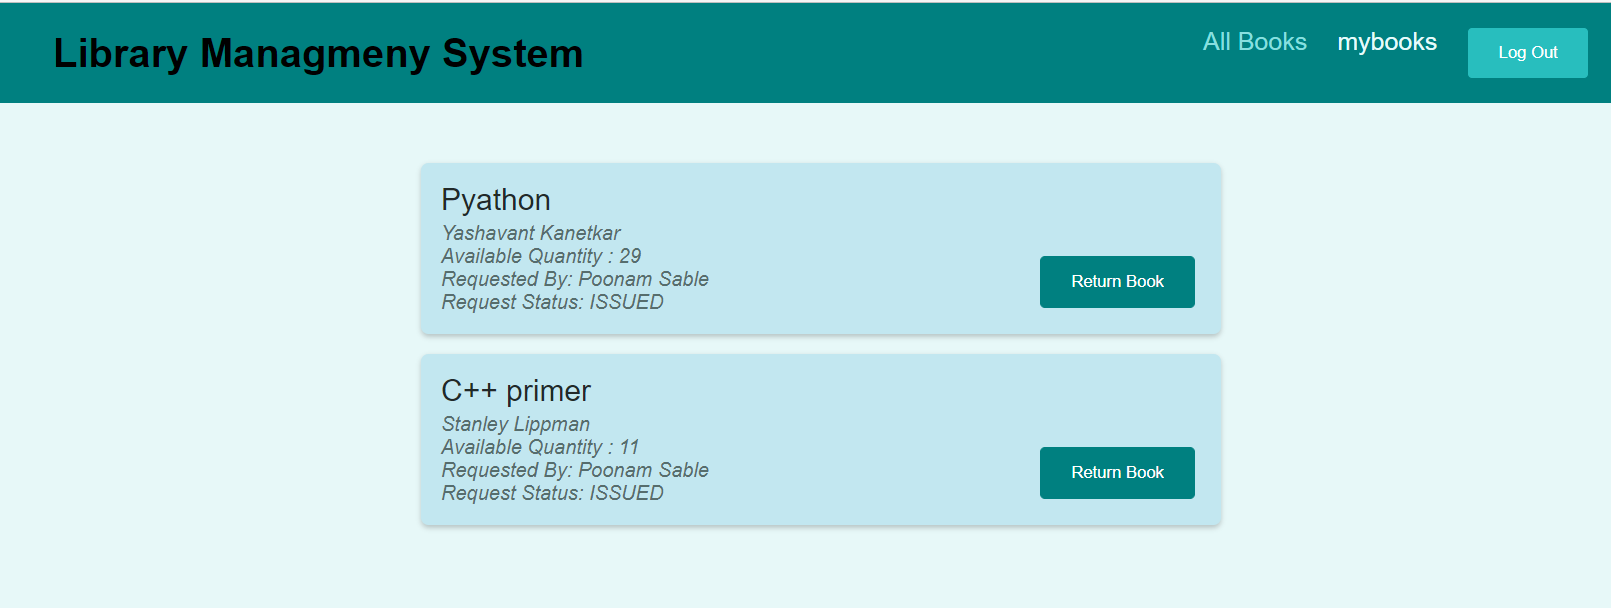 Library Managmeny System
All Books
mybooks
Log Out
Pyathon
Yashavant Kanetkar
Available Quantity : 29
Requested By: Poonam Sable
Request Status: ISSUED
Return Book
C++ primer
Stanley Lippman
Available Quantity : 11
Requested By: Poonam Sable
Request Status: ISSUED
Return Book